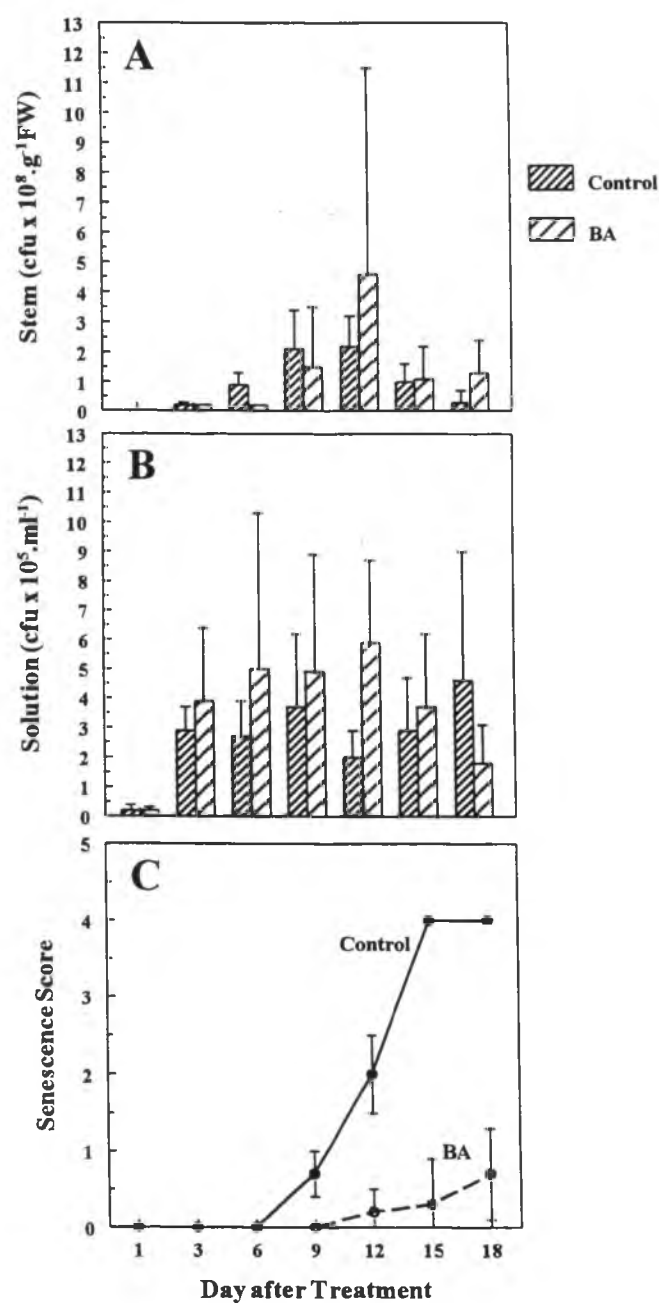 A
13
12
11
10
9
8
7
6
5
4
3
2
1
0
Stem (cfu x 10⁸.g⁻¹FW)
Control
BA
B
13
12
11
10
9
8
7
6
5
4
3
2
1
0
Solution (cfu x 10⁵.ml⁻¹)
C
5
4
3
2
1
0
Senescence Score
Control
BA
1 3 6 9 12 15 18
Day after Treatment